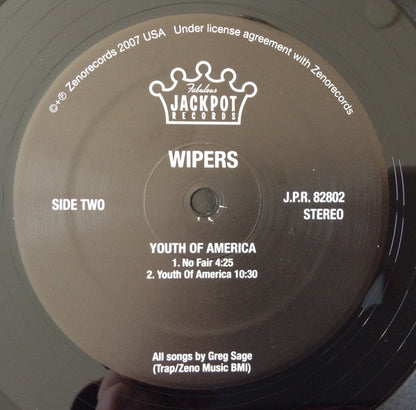 ©+℗ Zenorecords 2007 USA Under license agreement with Zenorecords
Fabulous
JACKPOT
RECORDS
WIPERS
SIDE TWO
J.P.R. 82802
STEREO
YOUTH OF AMERICA
1. No Fair 4:25
2. Youth Of America 10:30
All songs by Greg Sage
(Trap/Zeno Music BMI)